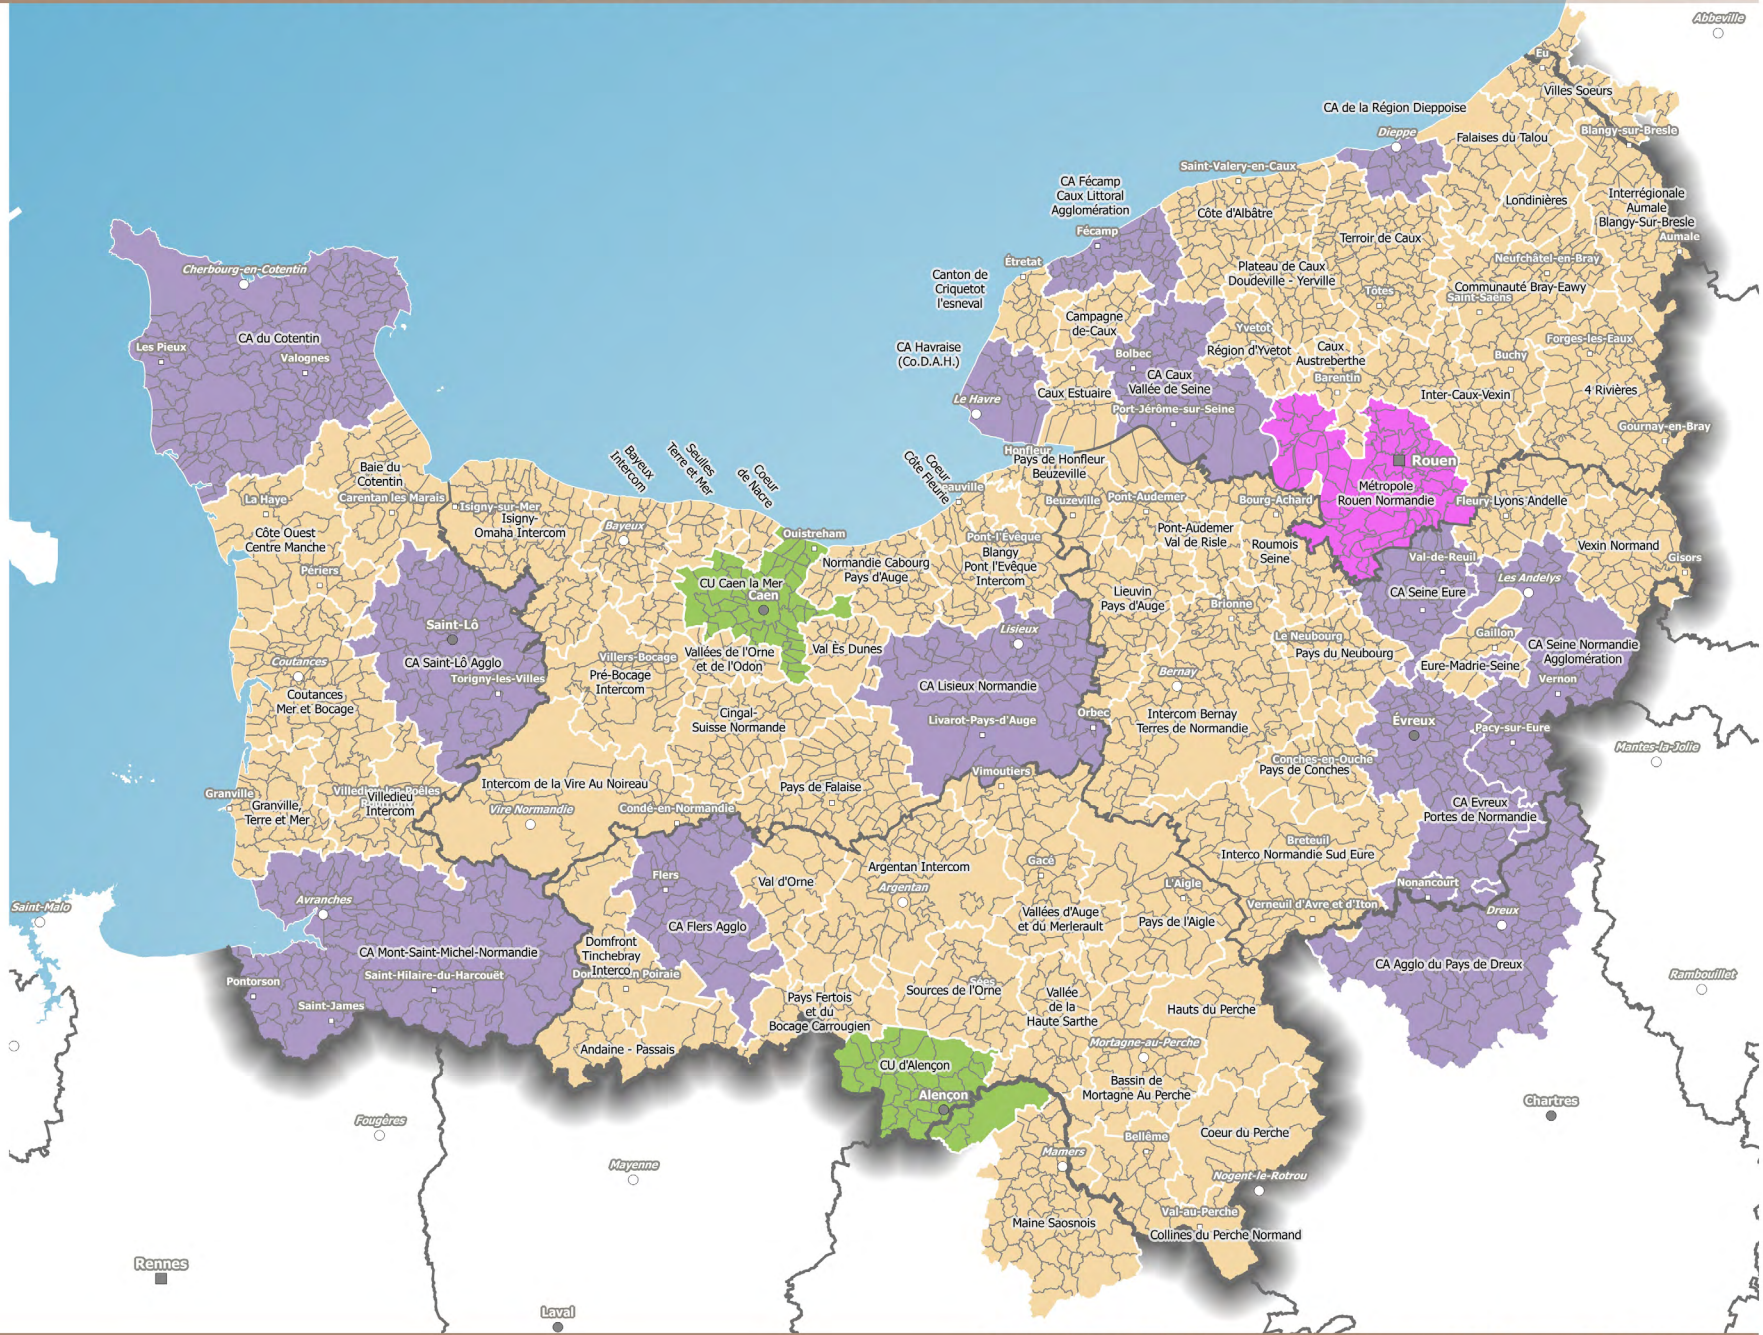 Abbeville
Eu
Villes Soeurs
CA de la Région Dieppoise
Dieppe
Falaises du Talou
Blangy-sur-Bresle
Saint-Valery-en-Caux
CA Fécamp
Caux Littoral
Agglomération
Fécamp
Côte d'Albâtre
Londinières
Interrégionale
Aumale
Blangy-Sur-Bresle
Aumale
Terroir de Caux
Étretat
Canton de
Criquetot
l'esneval
Plateau de Caux
Doudeville - Yerville
Neufchâtel-en-Bray
Communauté Bray-Eawy
Saint-Saëns
Tôtes
Cherbourg-en-Cotentin
CA du Cotentin
Les Pieux
Valognes
Campagne
de-Caux
Yvetot
Région d'Yvetot
Caux
Austreberthe
Barentin
Buchy
Forges-les-Eaux
CA Havraise
(Co.D.A.H.)
Bolbec
CA Caux
Vallée de Seine
Port-Jérôme-sur-Seine
Le Havre
Caux Estuaire
Inter-Caux-Vexin
4 Rivières
Gournay-en-Bray
Rouen
Métropole
Rouen Normandie
Honfleur
Pays de Honfleur
Beuzeville
Beuzeville
Pont-Audemer
Bourg-Achard
Fleury
Lyons Andelle
Baie du
Cotentin
La Haye
Carentan les Marais
Isigny-sur-Mer
Isigny-
Omaha Intercom
Bayeux
Intercom
Seulles
Terre et Mer
Coeur
de Nacre
Coeur
Côte Fleurie
eauville
Bayeux
Ouistreham
Pont-l'Évêque
Blangy
Pont l'Evêque
Intercom
Pont-Audemer
Val de Risle
Roumois
Seine
Vexin Normand
Gisors
Côte Ouest
Centre Manche
Périers
Normandie Cabourg
Pays d'Auge
CU Caen la Mer
Caen
Val-de-Reuil
CA Seine Eure
Les Andelys
Lieuvin
Pays d'Auge
Brionne
Saint-Lô
CA Saint-Lô Agglo
Torigny-les-Villes
Coutances
Coutances
Mer et Bocage
Villers-Bocage
Pré-Bocage
Intercom
Vallées de l'Orne
et de l'Odon
Val Ès Dunes
Lisieux
CA Lisieux Normandie
Livarot-Pays-d'Auge
Orbec
Le Neubourg
Pays du Neubourg
Gaillon
Eure-Madrie-Seine
CA Seine Normandie
Agglomération
Vernon
Bernay
Intercom Bernay
Terres de Normandie
Évreux
Pacy-sur-Eure
Mantes-la-Jolie
Cingal-
Suisse Normande
Conches-en-Ouche
Pays de Conches
Vimoutiers
Granville
Granville,
Terre et Mer
Villedieu-les-Poêles
Villedieu
Intercom
Intercom de la Vire Au Noireau
Vire Normandie
Condé-en-Normandie
Pays de Falaise
CA Evreux
Portes de Normandie
Breteuil
Interco Normandie Sud Eure
Argentan Intercom
Argentan
Gacé
L'Aigle
Pays de l'Aigle
Verneuil d'Avre et d'Iton
Nonancourt
Dreux
CA Agglo du Pays de Dreux
Rambouillet
Flers
CA Flers Agglo
Val d'Orne
Vallées d'Auge
et du Merlerault
Saint-Malo
Avranches
CA Mont-Saint-Michel-Normandie
Saint-Hilaire-du-Harcouët
Pontorson
Saint-James
Domfront
Tinchebray
Interco
en Poiraie
Andaine - Passais
Pays Fertois
et du
Bocage Carrougien
Sources de l'Orne
Vallée
de la
Haute Sarthe
Hauts du Perche
Mortagne-au-Perche
CU d'Alençon
Alençon
Bassin de
Mortagne Au Perche
Chartres
Fougères
Mayenne
Bellême
Coeur du Perche
Mamers
Nogent-le-Rotrou
Maine Saosnois
Val-au-Perche
Collines du Perche Normand
Rennes
Laval